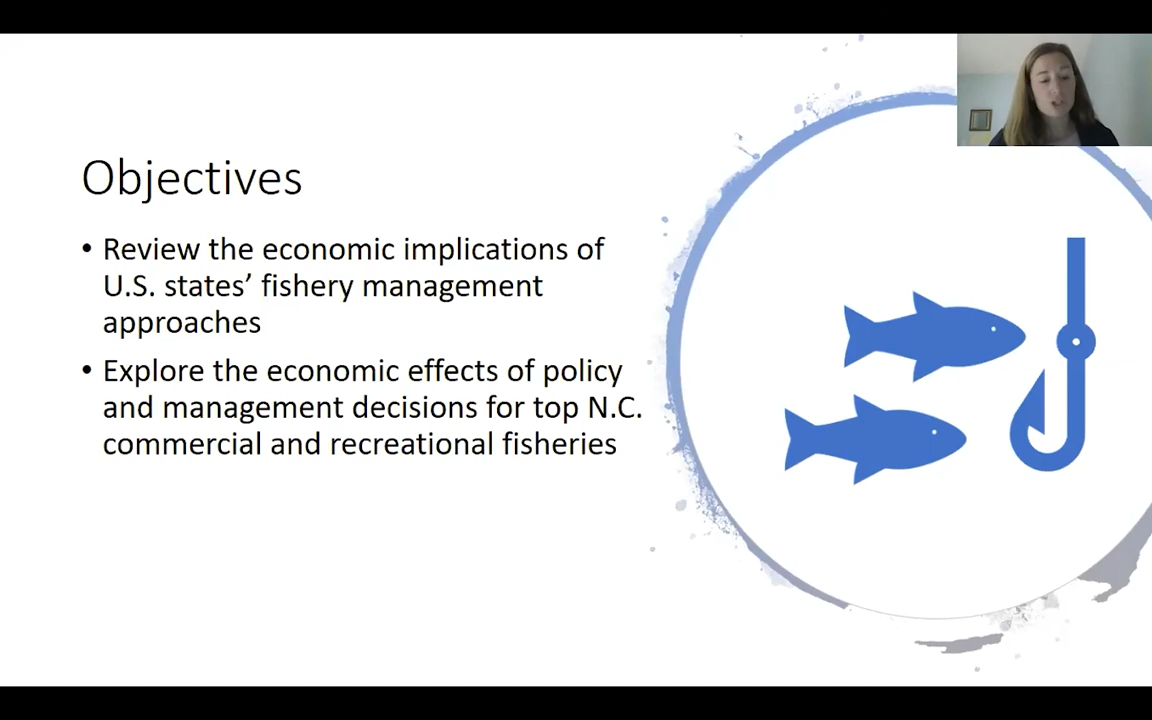 Objectives
• Review the economic implications of
U.S. states’ fishery management
approaches
• Explore the economic effects of policy
and management decisions for top N.C.
commercial and recreational fisheries